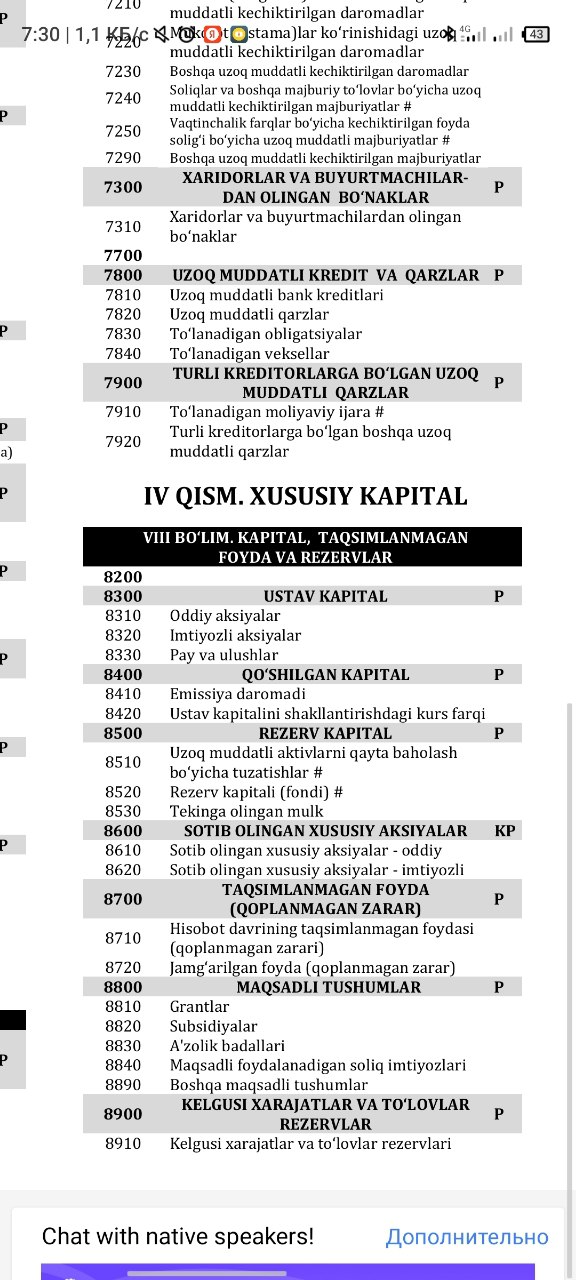 7210
muddatli kechiktirilgan daromadlar
7:30 | 1,1 КБ/с
4G
43
7220
muddatli kechiktirilgan daromadlar
7230 Boshqa uzoq muddatli kechiktirilgan daromadlar
7240 Soliqlar va boshqa majburiy to‘lovlar bo‘yicha uzoq
muddatli kechiktirilgan majburiyatlar #
7250 Vaqtinchalik farqlar bo‘yicha kechiktirilgan foyda
solig‘i bo‘yicha uzoq muddatli majburiyatlar #
7290 Boshqa uzoq muddatli kechiktirilgan majburiyatlar
7300 XARIDORLAR VA BUYURTMACHILAR- P
DAN OLINGAN BO‘NAKLAR
7310 Xaridorlar va buyurtmachilardan olingan
bo‘naklar
7700
7800 UZOQ MUDDATLI KREDIT VA QARZLAR P
7810 Uzoq muddatli bank kreditlari
7820 Uzoq muddatli qarzlar
7830 To‘lanadigan obligatsiyalar
7840 To‘lanadigan veksellar
7900 TURLI KREDITORLARGA BO‘LGAN UZOQ P
MUDDATLI QARZLAR
7910 To‘lanadigan moliyaviy ijara #
7920 Turli kreditorlarga bo‘lgan boshqa uzoq
muddatli qarzlar
IV QISM. XUSUSIY KAPITAL
VIII BO‘LIM. KAPITAL, TAQSIMLANMAGAN
FOYDA VA REZERVLAR
8200
8300 USTAV KAPITAL P
8310 Oddiy aksiyalar
8320 Imtiyozli aksiyalar
8330 Pay va ulushlar
8400 QO‘SHILGAN KAPITAL P
8410 Emissiya daromadi
8420 Ustav kapitalini shakllantirishdagi kurs farqi
8500 REZERV KAPITAL P
8510 Uzoq muddatli aktivlarni qayta baholash
bo‘yicha tuzatishlar #
8520 Rezerv kapitali (fondi) #
8530 Tekinga olingan mulk
8600 SOTIB OLINGAN XUSUSIY AKSIYALAR KP
8610 Sotib olingan xususiy aksiyalar - oddiy
8620 Sotib olingan xususiy aksiyalar - imtiyozli
8700 TAQSIMLANMAGAN FOYDA P
(QOPLANMAGAN ZARAR)
8710 Hisobot davrining taqsimlanmagan foydasi
(qoplanmagan zarari)
8720 Jamg‘arilgan foyda (qoplanmagan zarar)
8800 MAQSADLI TUSHUMLAR P
8810 Grantlar
8820 Subsidiyalar
8830 A'zolik badallari
8840 Maqsadli foydalanadigan soliq imtiyozlari
8890 Boshqa maqsadli tushumlar
8900 KELGUSI XARAJATLAR VA TO‘LOVLAR P
REZERVLAR
8910 Kelgusi xarajatlar va to‘lovlar rezervlari
P
P
P
P
a)
P
P
P
P
P
P
Chat with native speakers!
Дополнительно